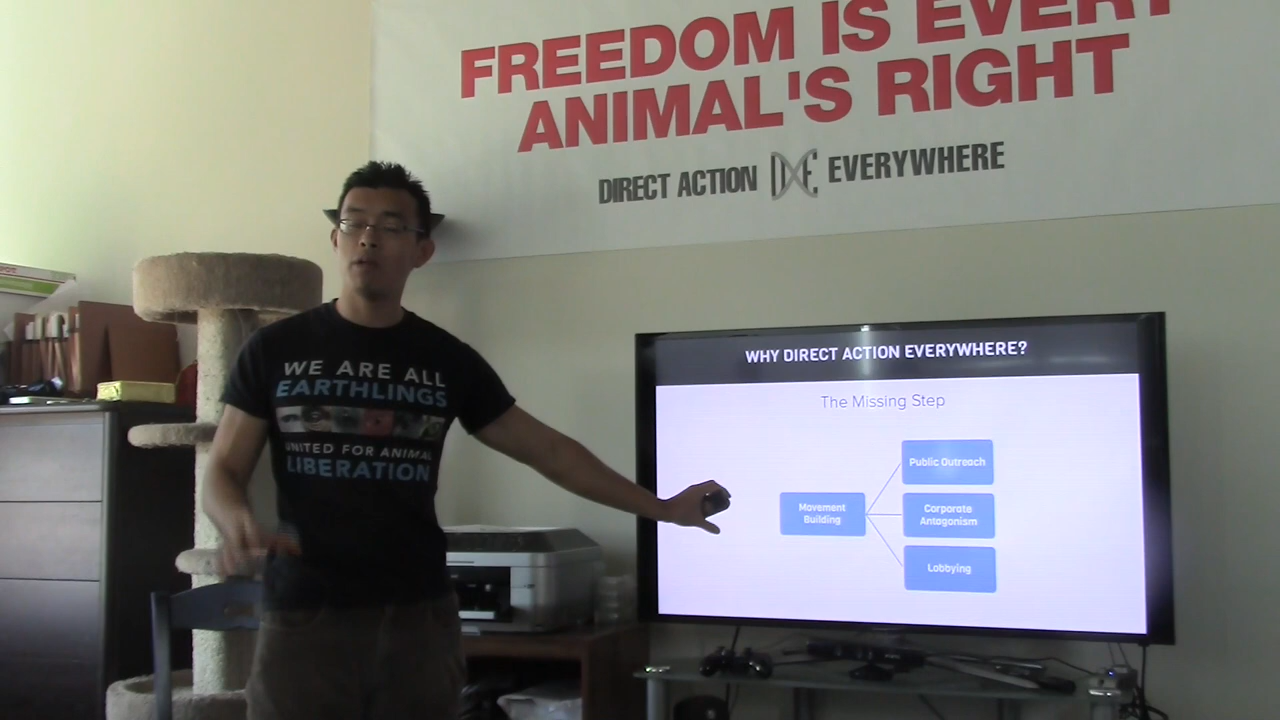 FREEDOM IS EVERY
ANIMAL'S RIGHT
DIRECT ACTION DXE EVERYWHERE
WE ARE ALL
EARTHLINGS
UNITED FOR ANIMAL
LIBERATION
WHY DIRECT ACTION EVERYWHERE?
The Missing Step
Public Outreach
Movement
Building
Corporate
Antagonism
Lobbying